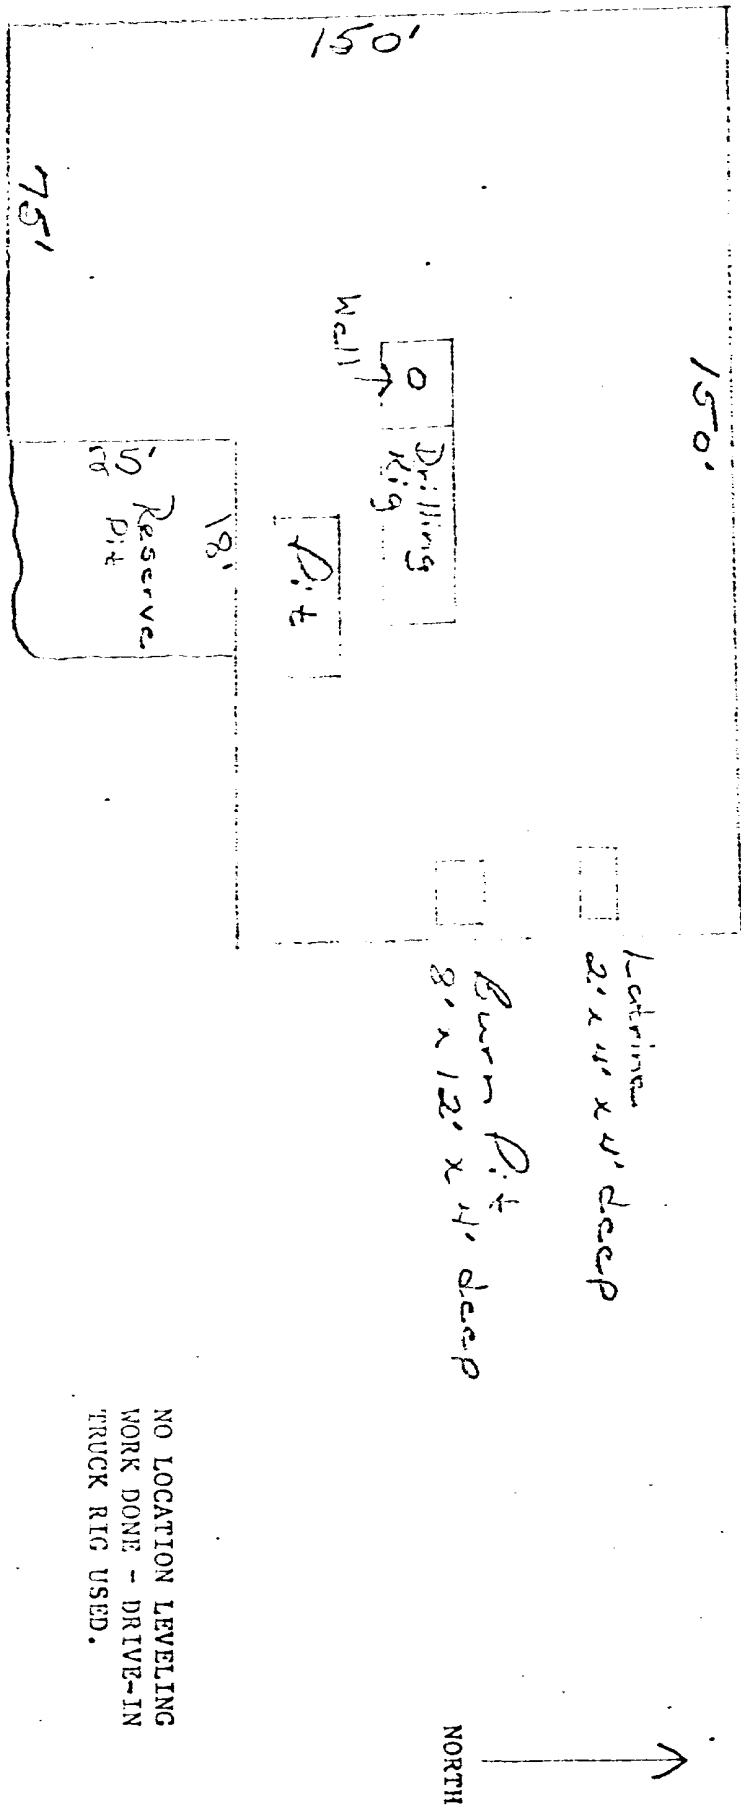 150'
150'
75'
Well
O
Drilling
Rig
Pit
18'
Reserve
Pit
Latrine
2' x 4' x 4' deep
Burn Pit
8' x 12' x 4' deep
NO LOCATION LEVELING
WORK DONE - DRIVE-IN
TRUCK RIG USED.
NORTH